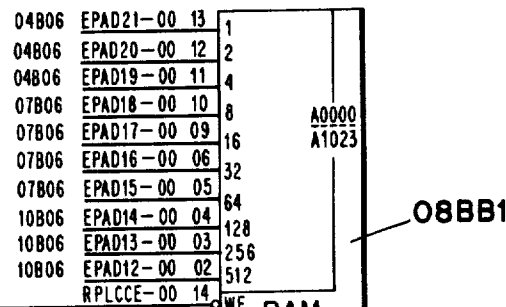 04B06 EPAD21-00 13 1
04B06 EPAD20-00 12 2
04B06 EPAD19-00 11 4
07B06 EPAD18-00 10 8
07B06 EPAD17-00 09 16
07B06 EPAD16-00 06 32
07B06 EPAD15-00 05 64
10B06 EPAD14-00 04 128
10B06 EPAD13-00 03 256
10B06 EPAD12-00 02 512
RPLCCE-00 14 WE RAM
A0000
A1023
08BB1